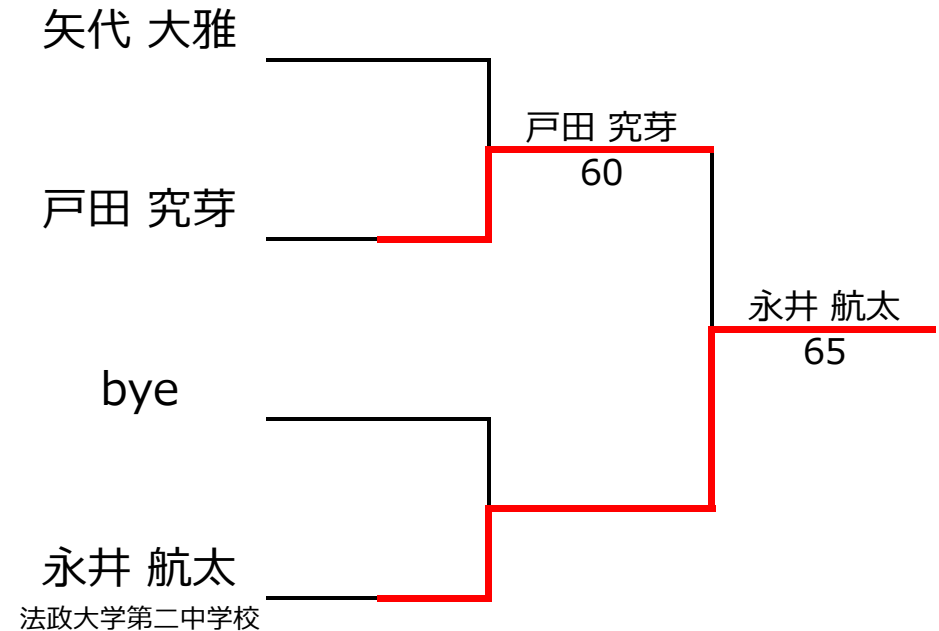 矢代 大雅
戸田 究芽
60
戸田 究芽
永井 航太
65
bye
永井 航太
法政大学第二中学校